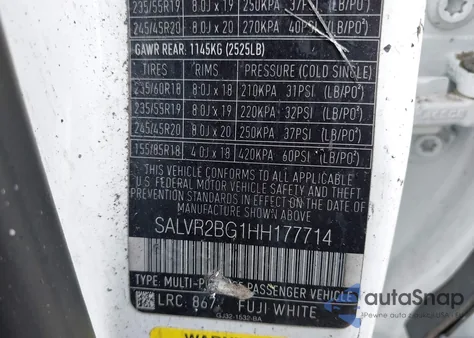 235/55R19 8.0J x 19 250KPA
245/45R20 8.0J x 20 270KPA 40PSI (LB/PO²)
GAWR REAR: 1145KG (2525LB)
TIRES RIMS PRESSURE (COLD SINGLE)
235/60R18 8.0J x 18 210KPA 31PSI (LB/PO²)
235/55R19 8.0J x 19 220KPA 32PSI (LB/PO²)
245/45R20 8.0J x 20 250KPA 37PSI (LB/PO²)
155/85R18 4.0J x 18 420KPA 60PSI (LB/PO²)
THIS VEHICLE CONFORMS TO ALL APPLICABLE
U.S. FEDERAL MOTOR VEHICLE SAFETY AND THEFT
PREVENTION STANDARDS IN EFFECT ON THE DATE
OF MANUFACTURE SHOWN ABOVE.
SALVR2BG1HH177714
TYPE: PASSENGER VEHICLE
LRC: 867 FUJI WHITE
GJ32-1532-BA
autoSnap